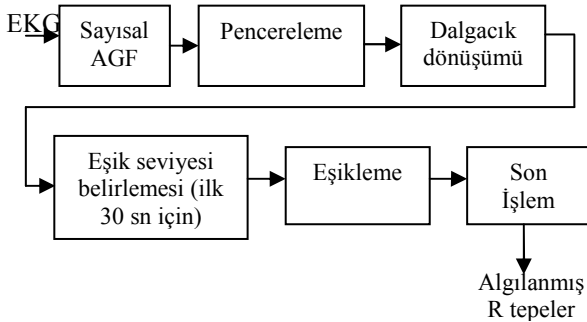 EKG
Sayısal
AGF
Pencereleme
Dalgacık
dönüşümü
Eşik seviyesi
belirlemesi (ilk
30 sn için)
Eşikleme
Son
İşlem
Algılanmış
R tepeler